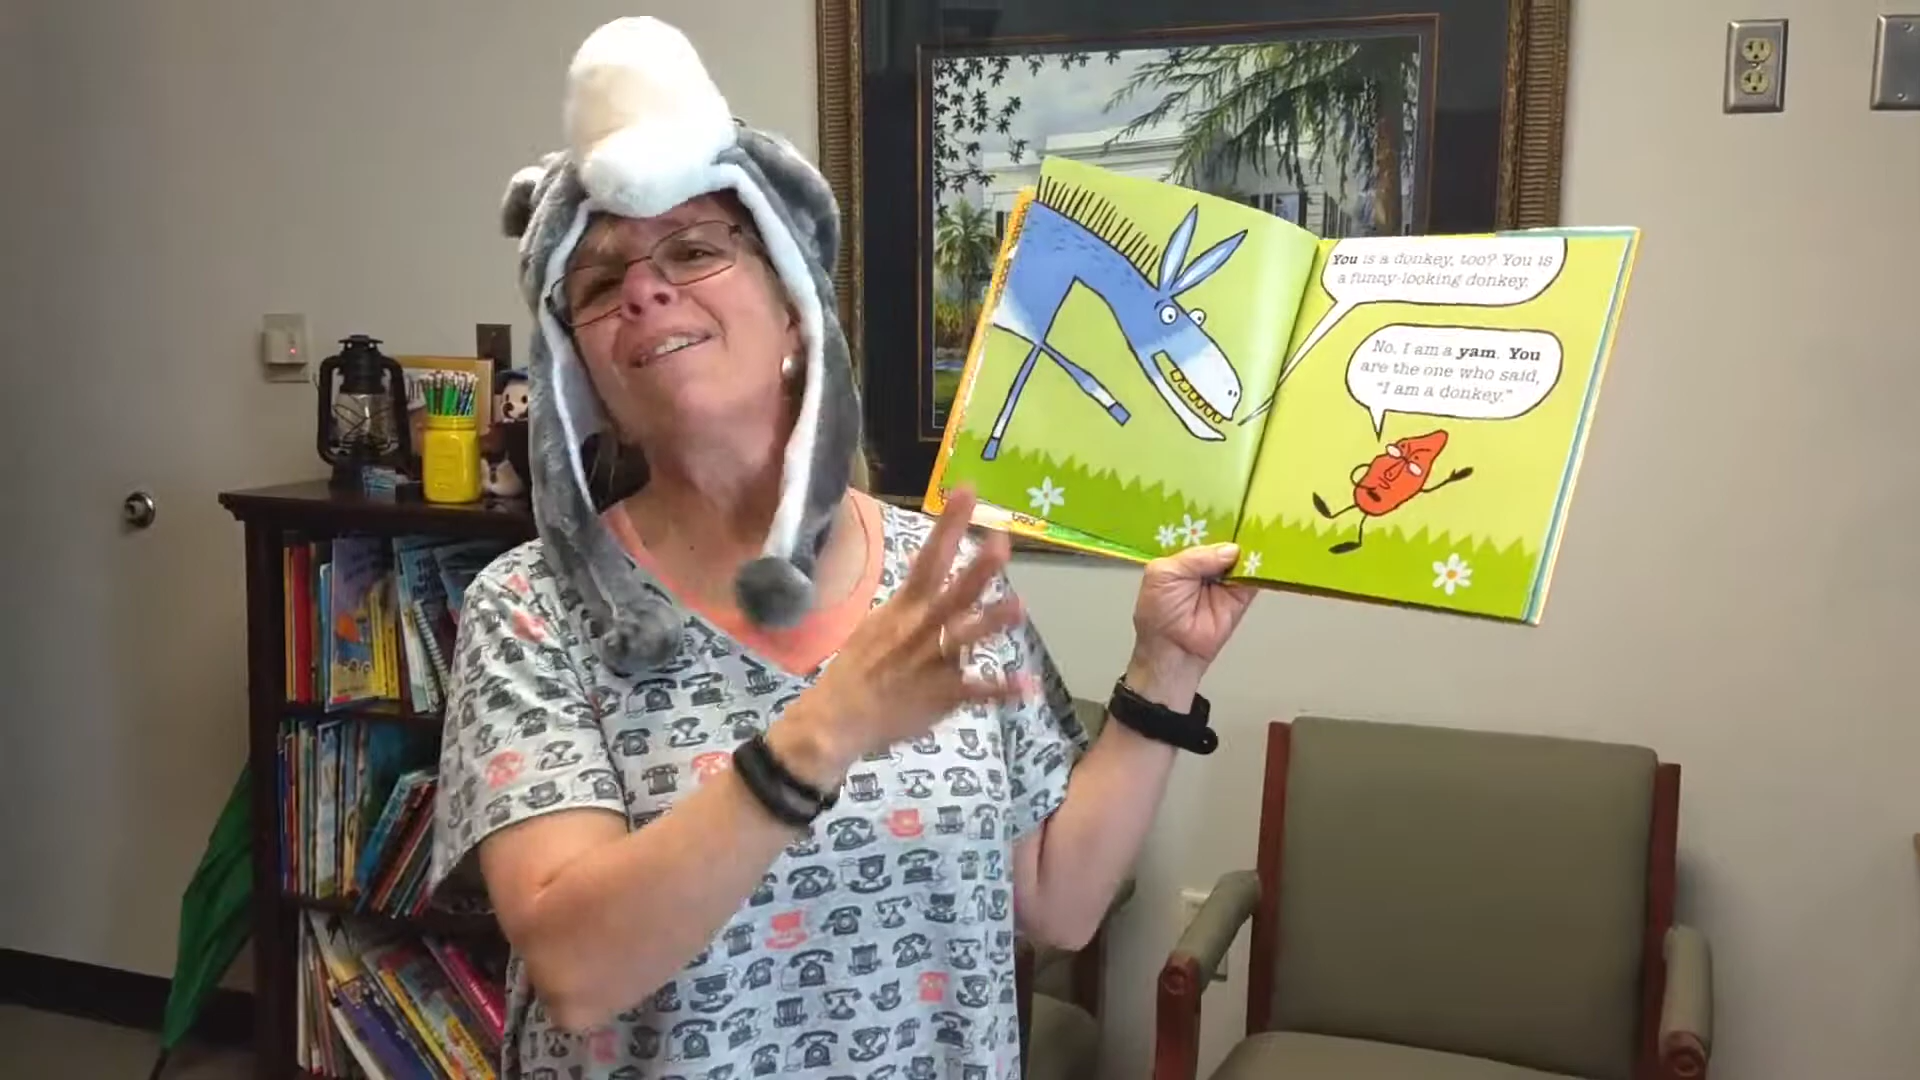 You is a donkey, too? You is
a funny-looking donkey.
No, I am a yam. You
are the one who said,
"I am a donkey."